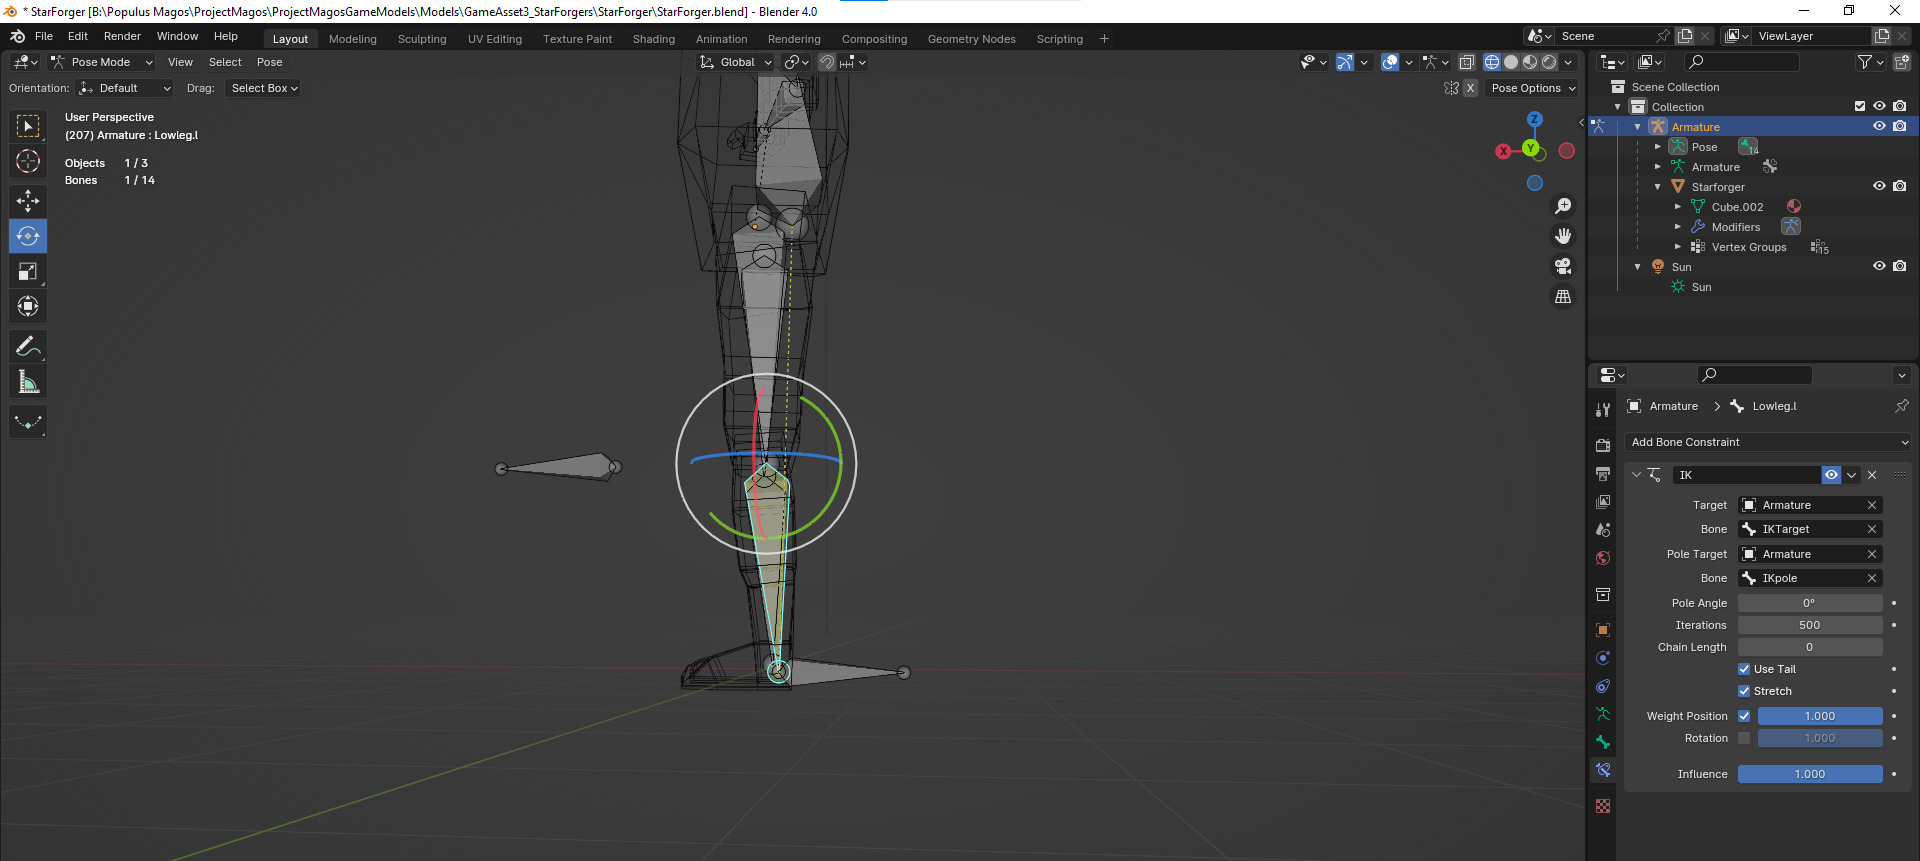 * StarForger [B:\Populus Magos\ProjectMagos\ProjectMagosGameModels\Models\GameAsset3_StarForgers\StarForger\StarForger.blend] - Blender 4.0
File Edit Render Window Help Layout Modeling Sculpting UV Editing Texture Paint Shading Animation Rendering Compositing Geometry Nodes Scripting + Scene ViewLayer
Pose Mode View Select Pose Global
Orientation: Default Drag: Select Box X Pose Options
User Perspective
(207) Armature : Lowleg.l
Objects 1 / 3
Bones 1 / 14
Z
X Y
Scene Collection
Collection
Armature
Pose 14
Armature
Starforger
Cube.002
Modifiers
Vertex Groups 15
Sun
Sun
Armature > Lowleg.l
Add Bone Constraint
IK
Target Armature
Bone IKTarget
Pole Target Armature
Bone IKpole
Pole Angle 0°
Iterations 500
Chain Length 0
Use Tail
Stretch
Weight Position 1.000
Rotation 1.000
Influence 1.000